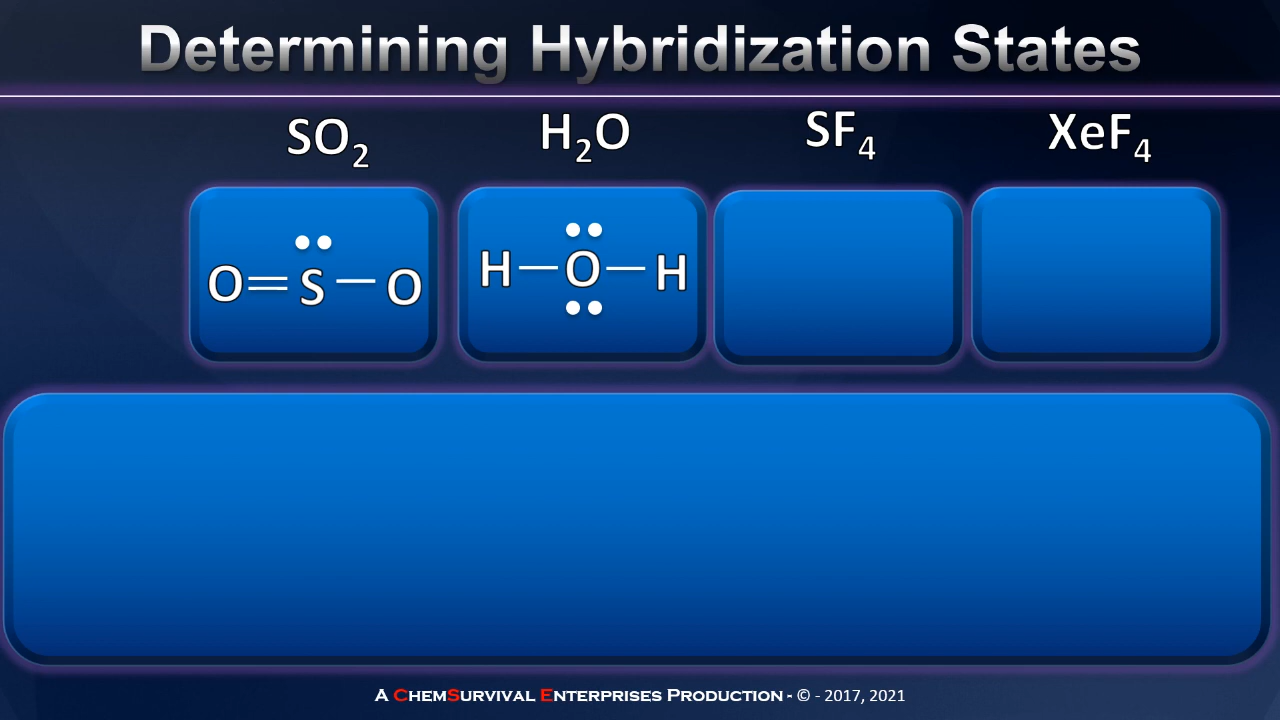 Determining Hybridization States
SO₂ H₂O SF₄ XeF₄
O=S–O H–O–H
A ChemSurvival Enterprises Production - © - 2017, 2021